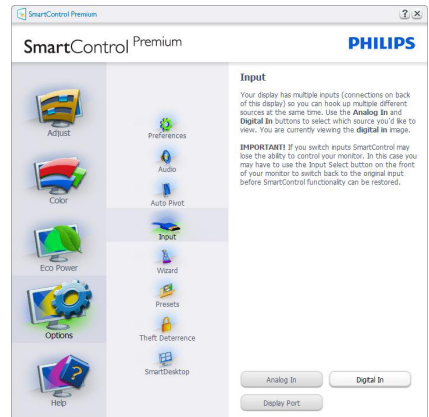 SmartControl Premium
SmartControl Premium
PHILIPS
Adjust
Color
Eco Power
Options
Help
Preferences
Audio
Auto Pivot
Input
Wizard
Presets
Theft Deterrence
SmartDesktop
Input
Your display has multiple inputs (connections on back
of this display) so you can hook up multiple different
sources at the same time. Use the Analog In and
Digital In buttons to select which source you'd like to
view. You are currently viewing the digital in image.
IMPORTANT! If you switch inputs SmartControl may
lose the ability to control your monitor. In this case you
may have to use the Input Select button on the front
of your monitor to switch back to the original input
before SmartControl functionality can be restored.
Analog In
Digital In
Display Port